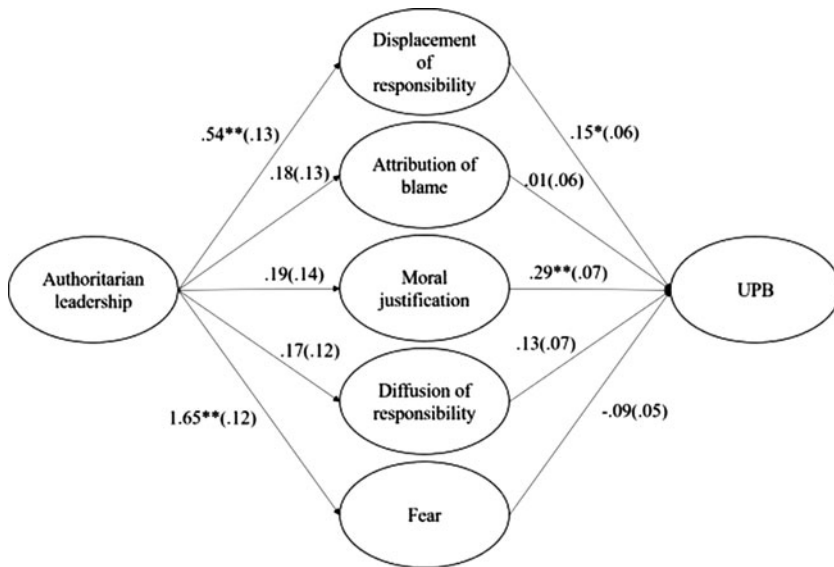 Displacement
of
responsibility
.54**(.13)
.15*(.06)
.18(.13)
Attribution of
blame
.01(.06)
Authoritarian
leadership
.19(.14)
Moral
justification
.29**(.07)
UPB
.17(.12)
Diffusion of
responsibility
.13(.07)
1.65**(.12)
-.09(.05)
Fear